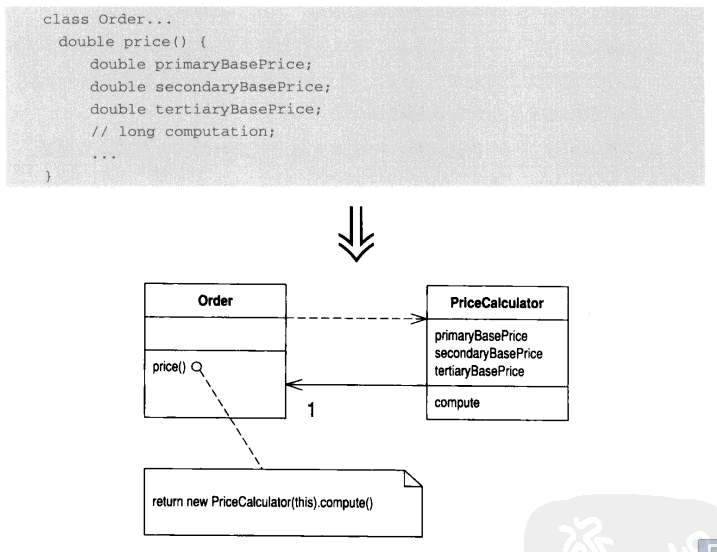 class Order...
double price() {
double primaryBasePrice;
double secondaryBasePrice;
double tertiaryBasePrice;
// long computation;
...
}
Order
price()
PriceCalculator
primaryBasePrice
secondaryBasePrice
tertiaryBasePrice
compute
1
return new PriceCalculator(this).compute()